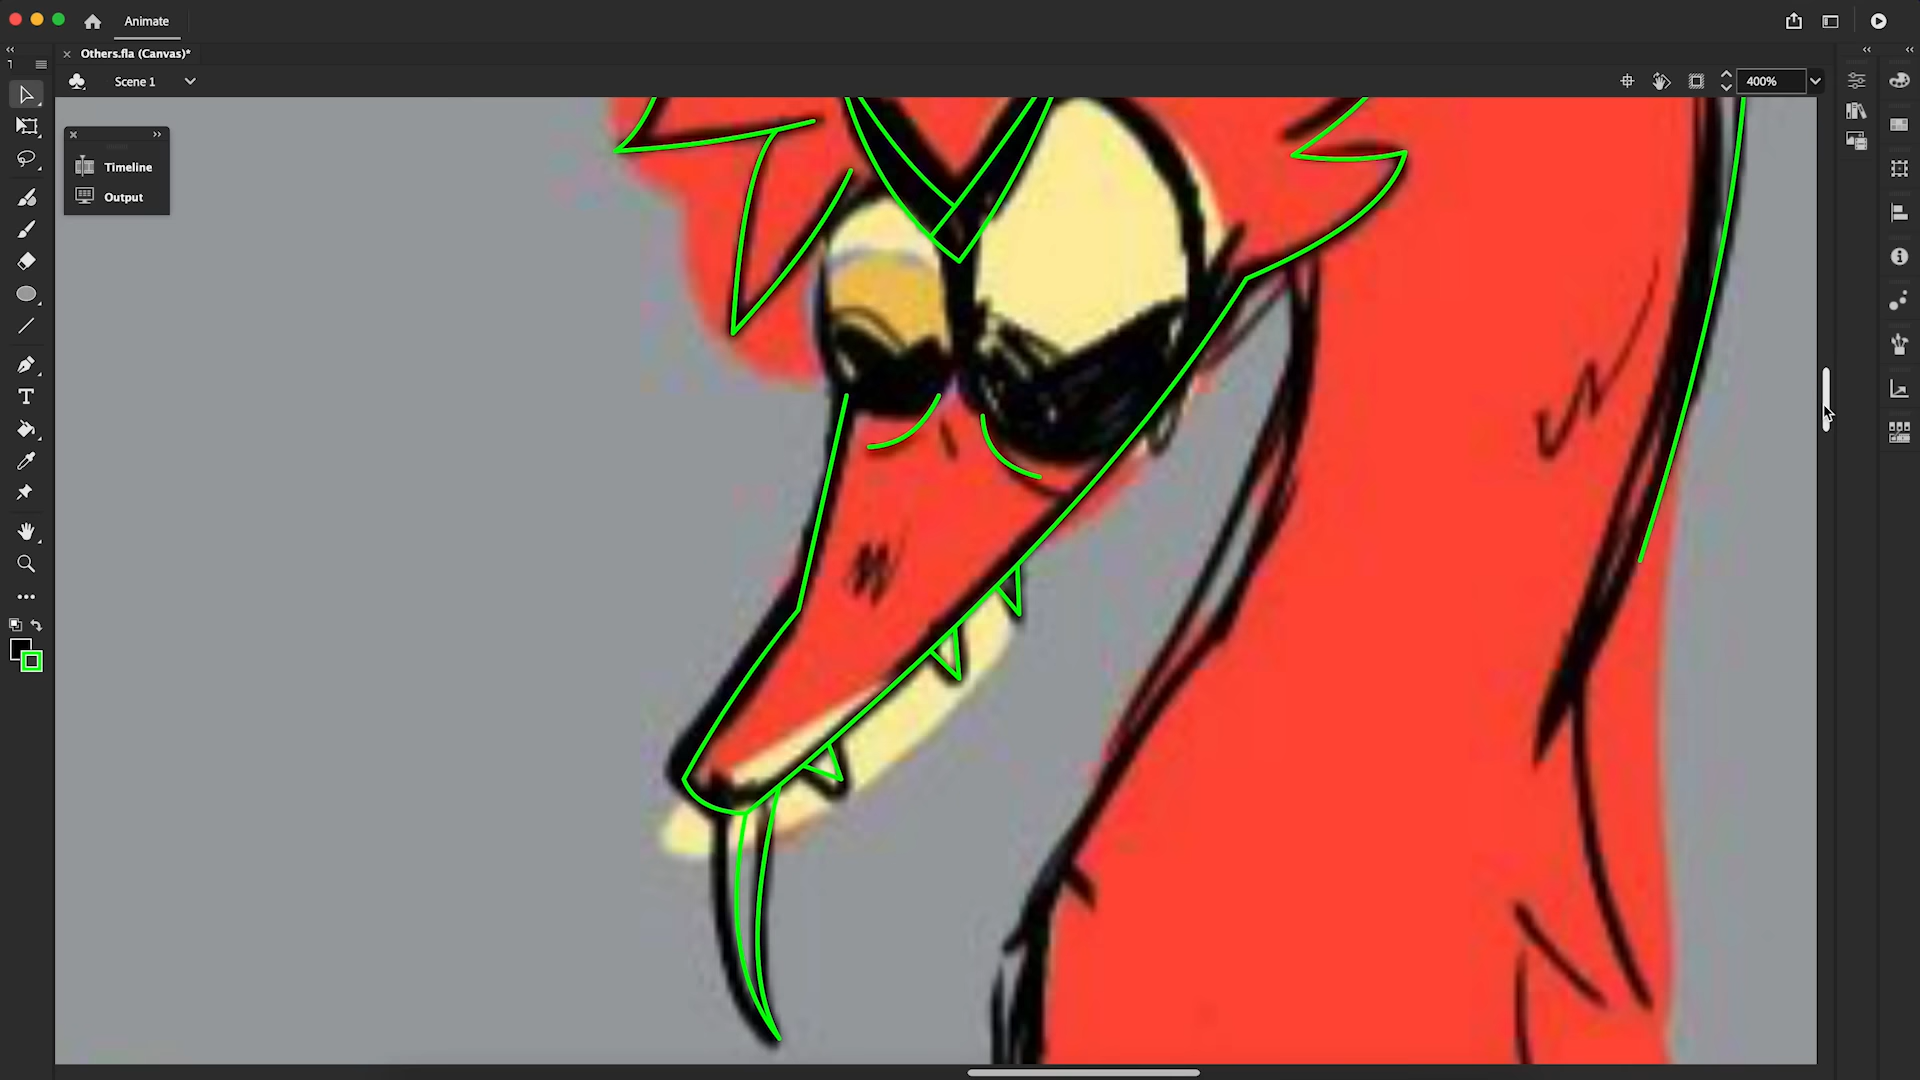 Animate
Others.fla (Canvas)*
Scene 1
400%
Timeline
Output